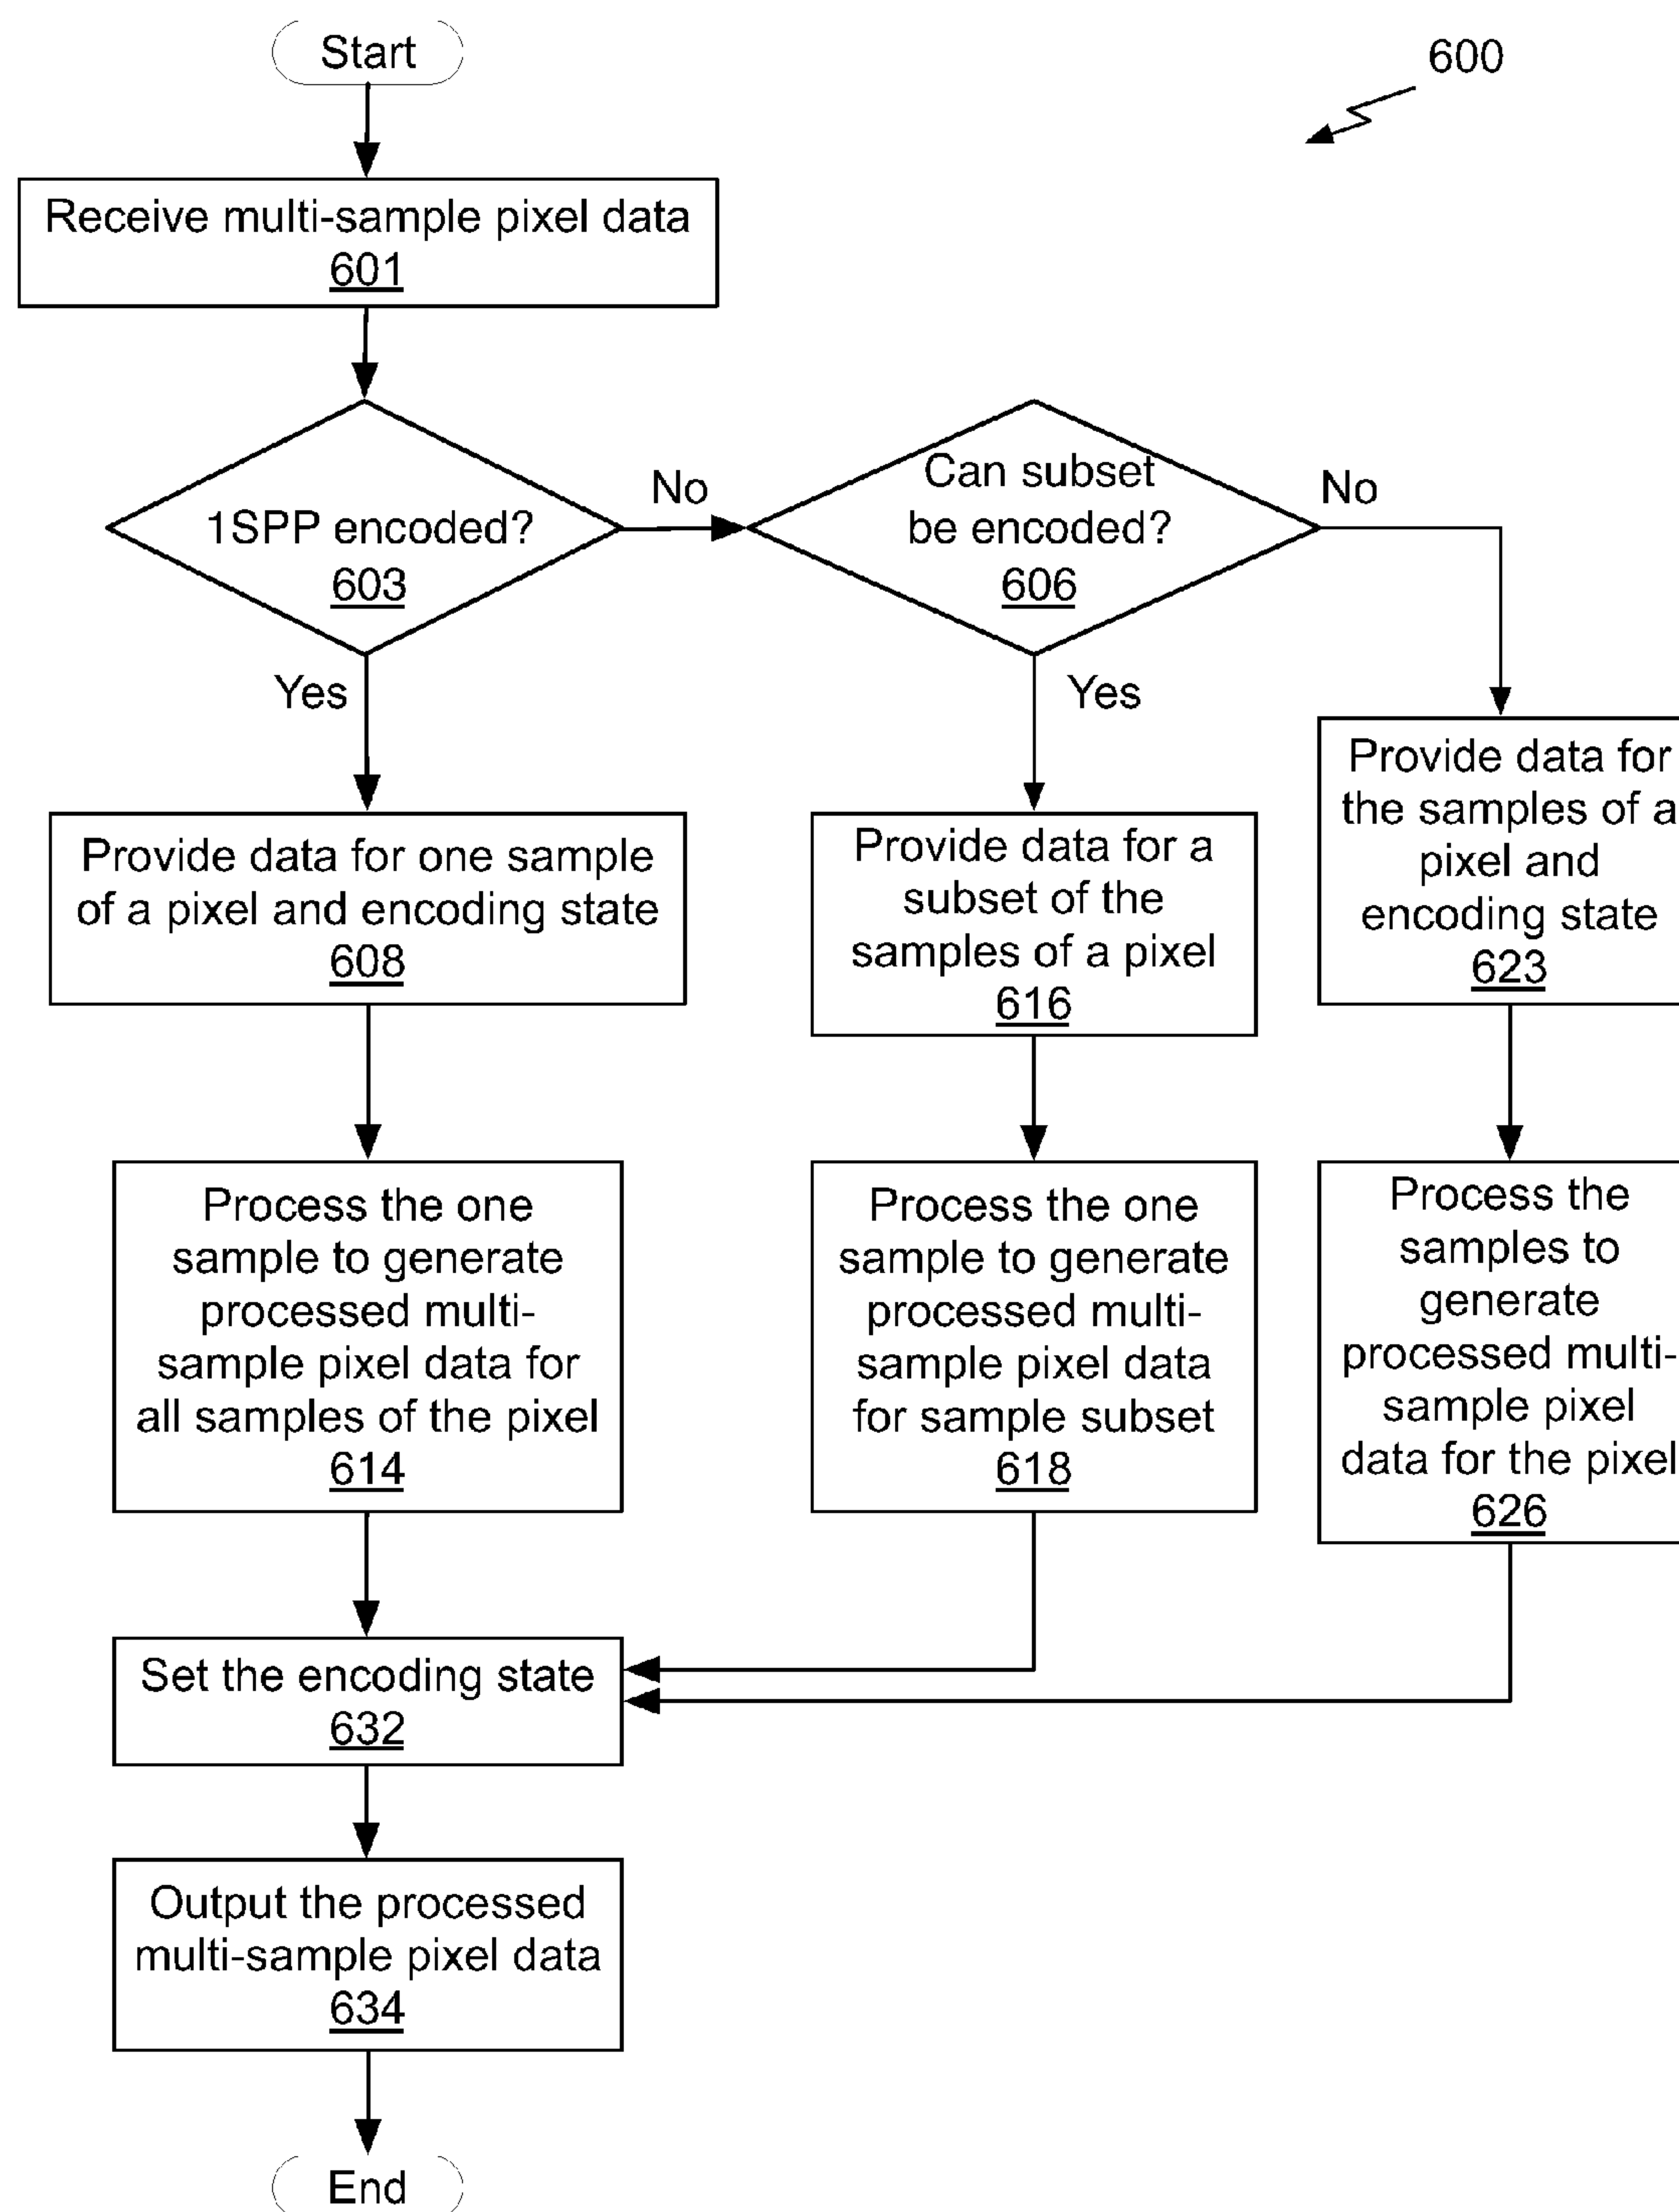 Start
600
Receive multi-sample pixel data
601
1SPP encoded?
603
No
Can subset
be encoded?
606
No
Yes
Yes
Provide data for one sample
of a pixel and encoding state
608
Provide data for a
subset of the
samples of a pixel
616
Provide data for
the samples of a
pixel and
encoding state
623
Process the one
sample to generate
processed multi-
sample pixel data for
all samples of the pixel
614
Process the one
sample to generate
processed multi-
sample pixel data
for sample subset
618
Process the
samples to
generate
processed multi-
sample pixel
data for the pixel
626
Set the encoding state
632
Output the processed
multi-sample pixel data
634
End